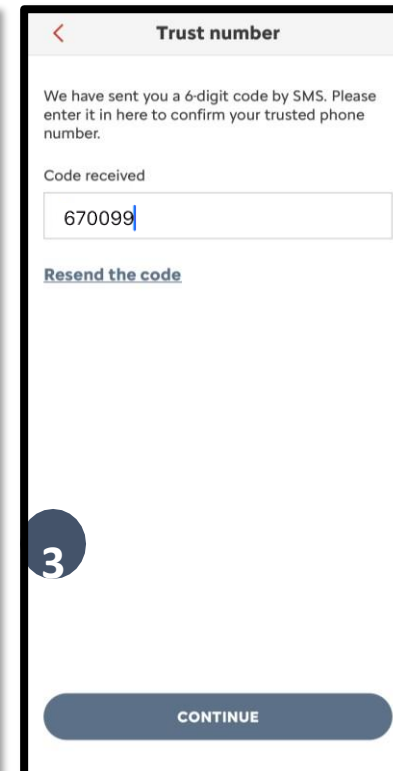 Trust number
We have sent you a 6-digit code by SMS. Please
enter it in here to confirm your trusted phone
number.
Code received
670099
Resend the code
3
CONTINUE